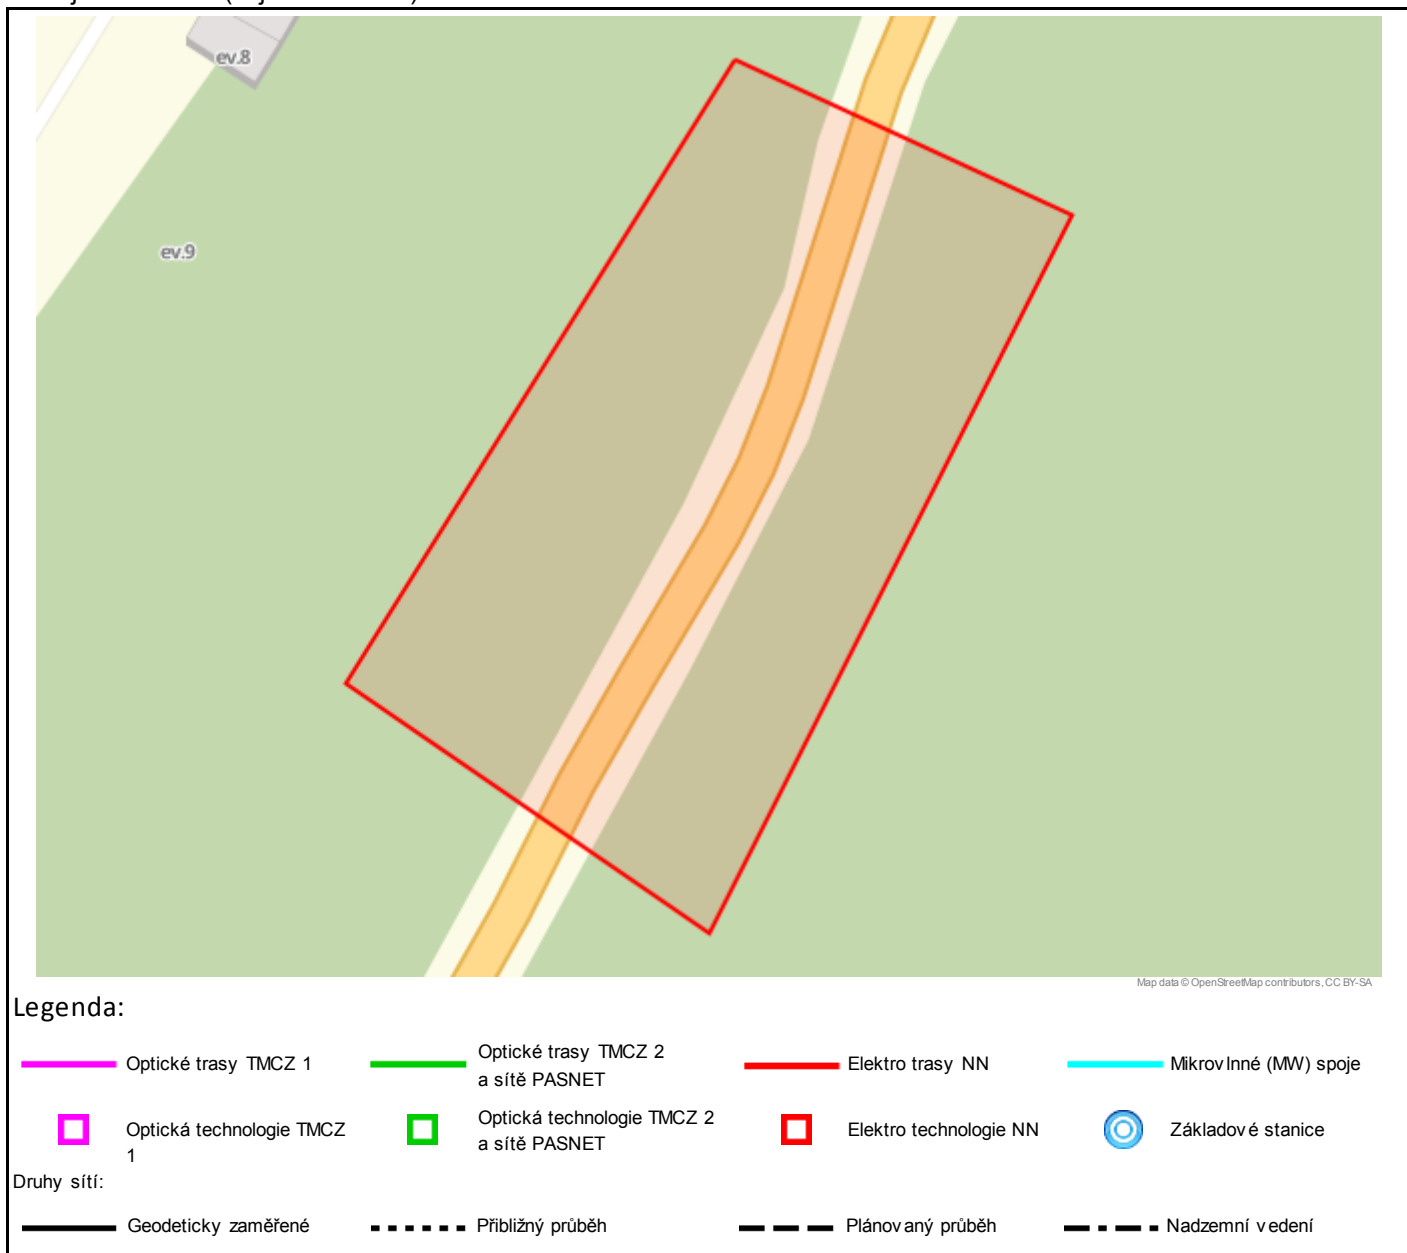 ev.8
ev.9
Map data © OpenStreetMap contributors, CC BY-SA
Legenda:
Optické trasy TMCZ 1
Optické trasy TMCZ 2
a sítě PASNET
Elektro trasy NN
Mikrovlnné (MW) spoje
Optická technologie TMCZ
1
Optická technologie TMCZ 2
a sítě PASNET
Elektro technologie NN
Základové stanice
Druhy sítí:
Geodeticky zaměřené
Přibližný průběh
Plánovaný průběh
Nadzemní vedení